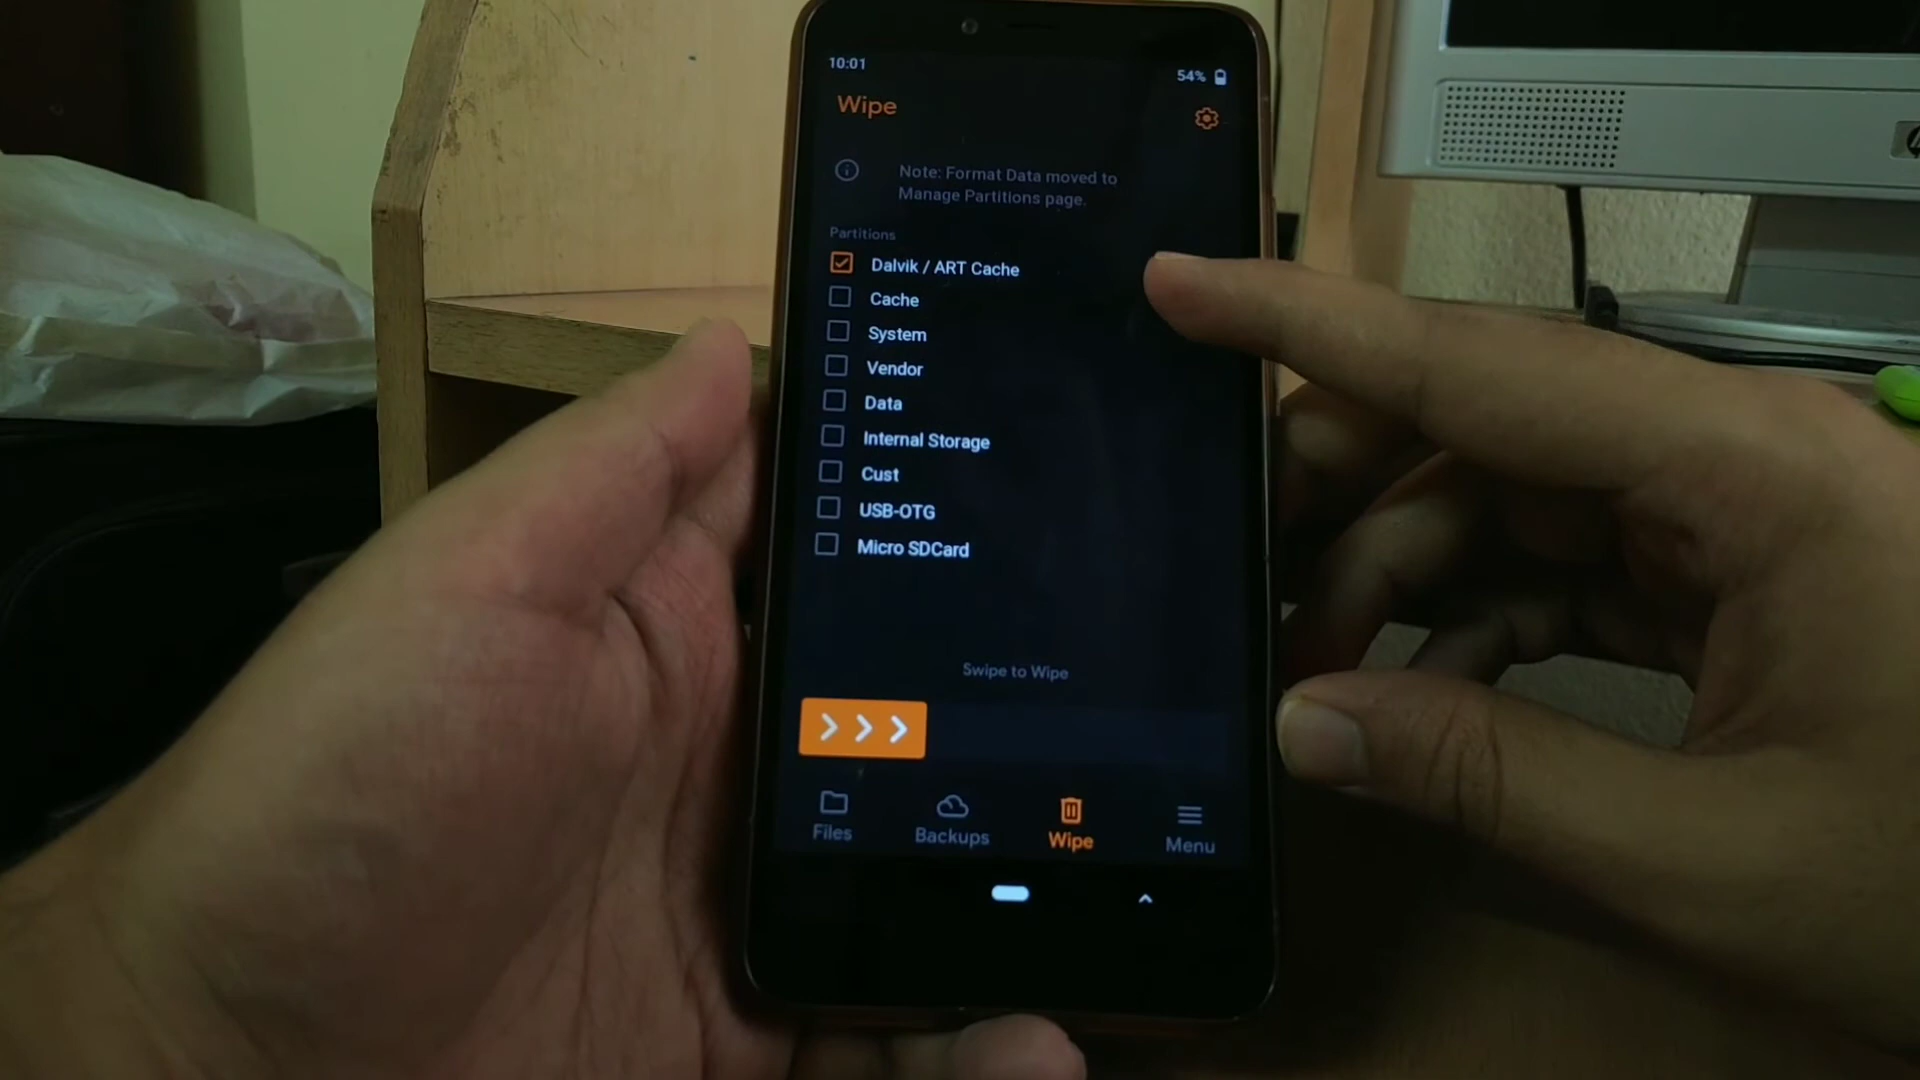 10:01
54%
Wipe
Note: Format Data moved to
Manage Partitions page.
Partitions
Dalvik / ART Cache
Cache
System
Vendor
Data
Internal Storage
Cust
USB-OTG
Micro SDCard
Swipe to Wipe
Files
Backups
Wipe
Menu